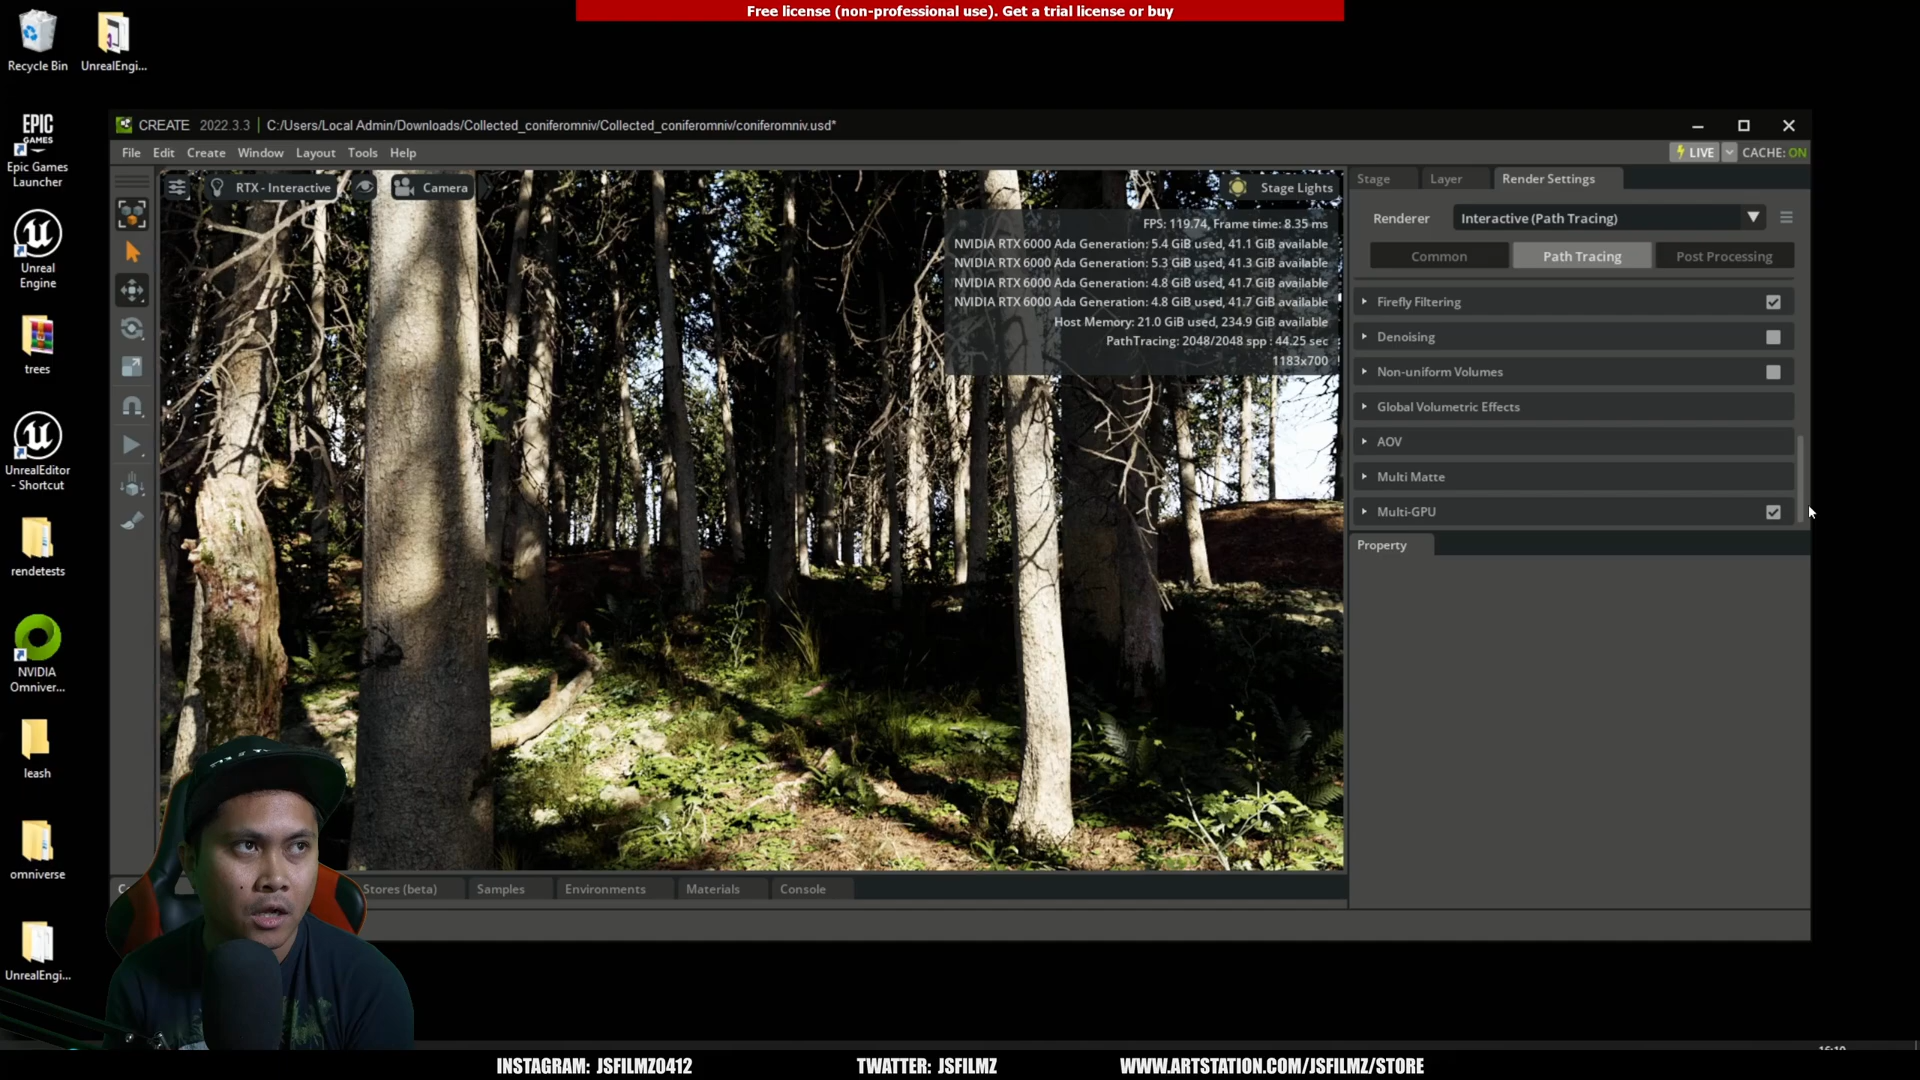 Free license (non-professional use). Get a trial license or buy
Recycle Bin
UnrealEngi...
EPIC GAMES
Epic Games
Launcher
Unreal
Engine
trees
UnrealEditor
- Shortcut
rendetests
NVIDIA
Omniver...
leash
omniverse
UnrealEngi...
CREATE 2022.3.3 | C:/Users/Local Admin/Downloads/Collected_coniferomniv/Collected_coniferomniv/coniferomniv.usd*
File Edit Create Window Layout Tools Help
LIVE CACHE: ON
RTX - Interactive
Camera
Stage Lights
FPS: 119.74, Frame time: 8.35 ms
NVIDIA RTX 6000 Ada Generation: 5.4 GiB used, 41.1 GiB available
NVIDIA RTX 6000 Ada Generation: 5.3 GiB used, 41.3 GiB available
NVIDIA RTX 6000 Ada Generation: 4.8 GiB used, 41.7 GiB available
NVIDIA RTX 6000 Ada Generation: 4.8 GiB used, 41.7 GiB available
Host Memory: 21.0 GiB used, 234.9 GiB available
PathTracing: 2048/2048 spp : 44.25 sec
1183x700
Stage Layer Render Settings
Renderer Interactive (Path Tracing)
Common Path Tracing Post Processing
Firefly Filtering
Denoising
Non-uniform Volumes
Global Volumetric Effects
AOV
Multi Matte
Multi-GPU
Property
Stores (beta) Samples Environments Materials Console
INSTAGRAM: JSFILMZ0412 TWATTER: JSFILMZ WWW.ARTSTATION.COM/JSFILMZ/STORE